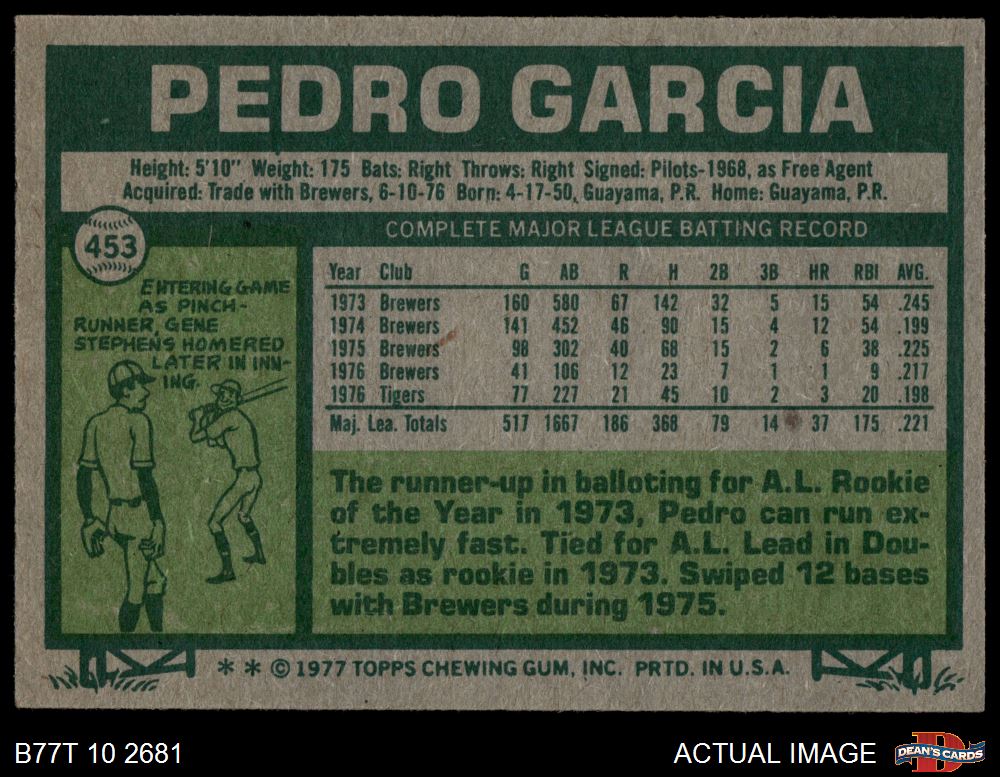 PEDRO GARCIA
Height: 5'10" Weight: 175 Bats: Right Throws: Right Signed: Pilots-1968, as Free Agent
Acquired: Trade with Brewers, 6-10-76 Born: 4-17-50, Guayama, P.R. Home: Guayama, P.R.
453
ENTERING GAME
AS PINCH-
RUNNER, GENE
STEPHENS HOMERED
LATER IN INN-
ING.
COMPLETE MAJOR LEAGUE BATTING RECORD
Year Club G AB R H 2B 3B HR RBI AVG.
1973 Brewers 160 580 67 142 32 5 15 54 .245
1974 Brewers 141 452 46 90 15 4 12 54 .199
1975 Brewers 98 302 40 68 15 2 6 38 .225
1976 Brewers 41 106 12 23 7 1 1 9 .217
1976 Tigers 77 227 21 45 10 2 3 20 .198
Maj. Lea. Totals 517 1667 186 368 79 14 37 175 .221
The runner-up in balloting for A.L. Rookie
of the Year in 1973, Pedro can run ex-
tremely fast. Tied for A.L. Lead in Dou-
bles as rookie in 1973. Swiped 12 bases
with Brewers during 1975.
* * © 1977 TOPPS CHEWING GUM, INC. PRTD. IN U.S.A.
B77T 10 2681
ACTUAL IMAGE
D
DEAN'S CARDS